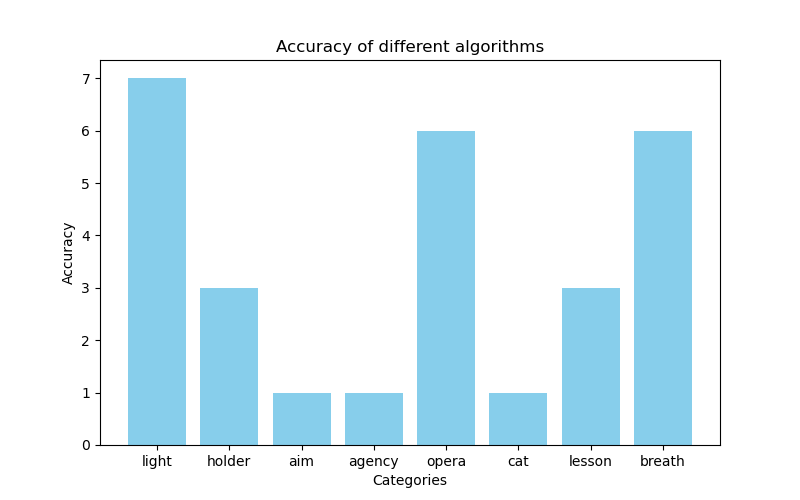 Accuracy of different algorithms
7
6
5
4
3
2
1
0
Accuracy
light holder aim agency opera cat lesson breath
Categories